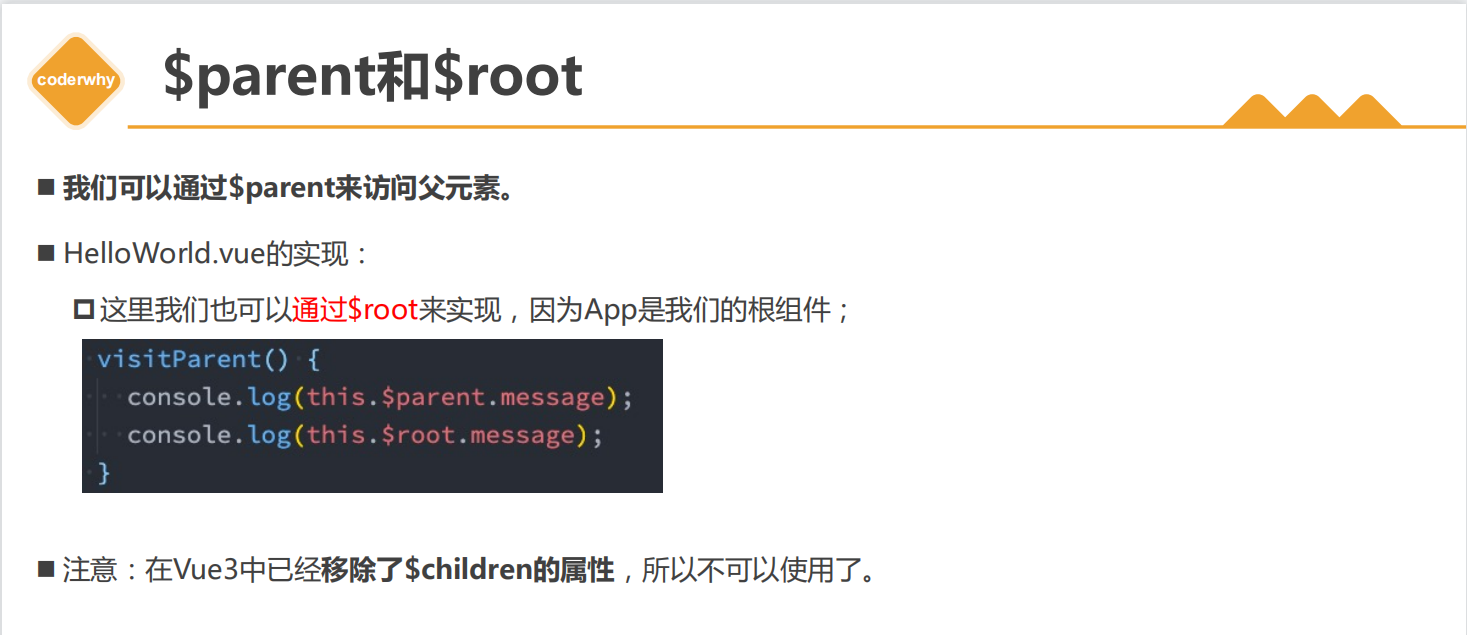 coderwhy
$parent和$root
我们可以通过$parent来访问父元素。
HelloWorld.vue的实现：
这里我们也可以通过$root来实现，因为App是我们的根组件；
visitParent() {
console.log(this.$parent.message);
console.log(this.$root.message);
}
注意：在Vue3中已经移除了$children的属性，所以不可以使用了。